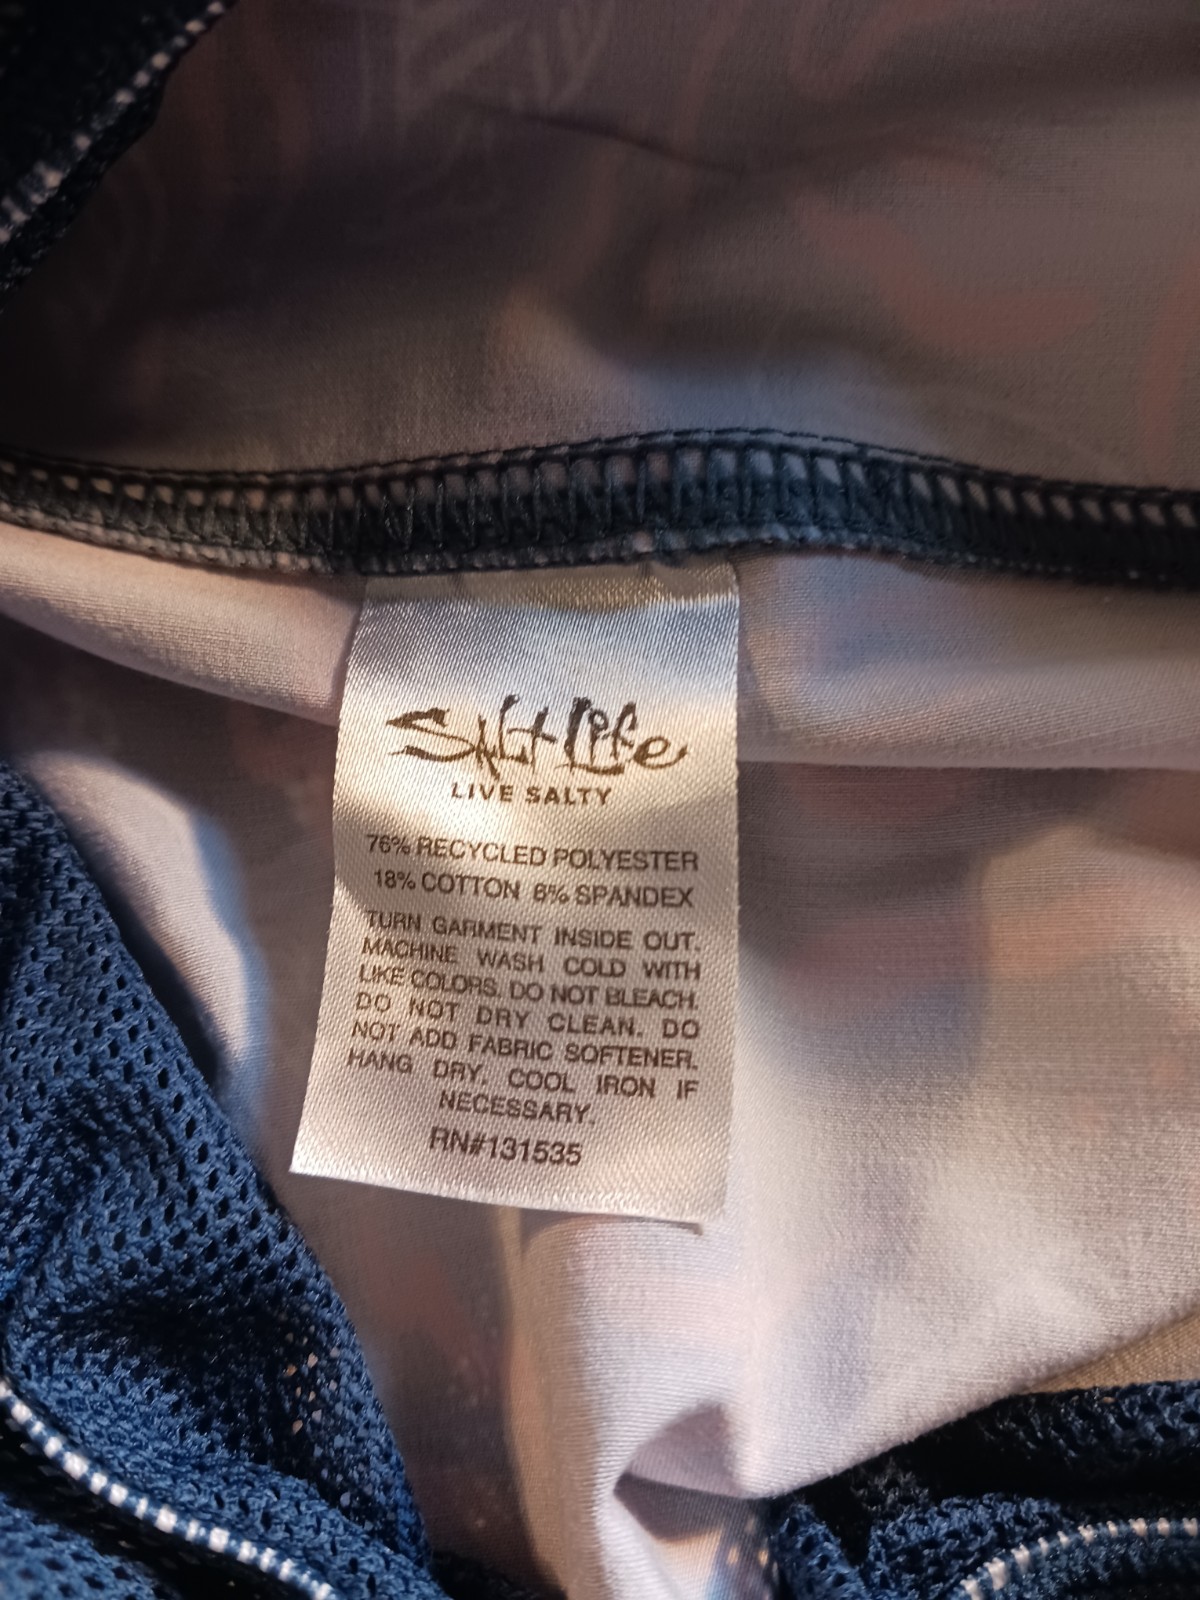 Salt Life
LIVE SALTY
76% RECYCLED POLYESTER
18% COTTON 6% SPANDEX
TURN GARMENT INSIDE OUT.
MACHINE WASH COLD WITH
LIKE COLORS. DO NOT BLEACH.
DO NOT DRY CLEAN. DO
NOT ADD FABRIC SOFTENER.
HANG DRY. COOL IRON IF
NECESSARY.
RN#131535